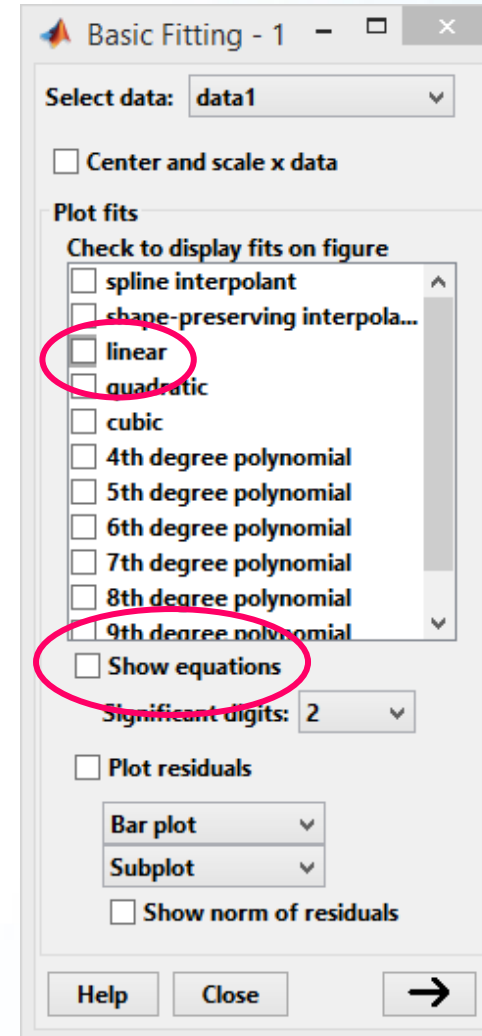 Basic Fitting - 1
Select data: data1
Center and scale x data
Plot fits
Check to display fits on figure
spline interpolant
shape-preserving interpola...
linear
quadratic
cubic
4th degree polynomial
5th degree polynomial
6th degree polynomial
7th degree polynomial
8th degree polynomial
9th degree polynomial
Show equations
Significant digits: 2
Plot residuals
Bar plot
Subplot
Show norm of residuals
Help Close